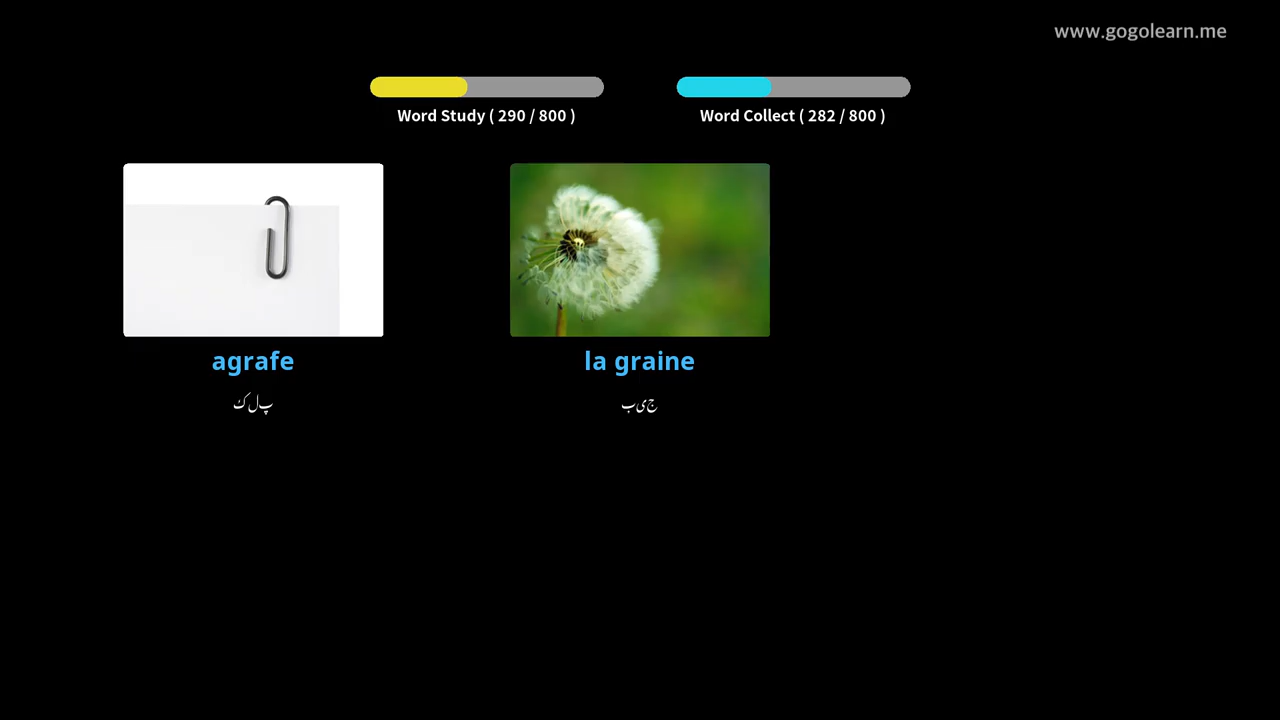 www.gogolearn.me
Word Study ( 290 / 800 )
Word Collect ( 282 / 800 )
agrafe
کلپ
la graine
بیج